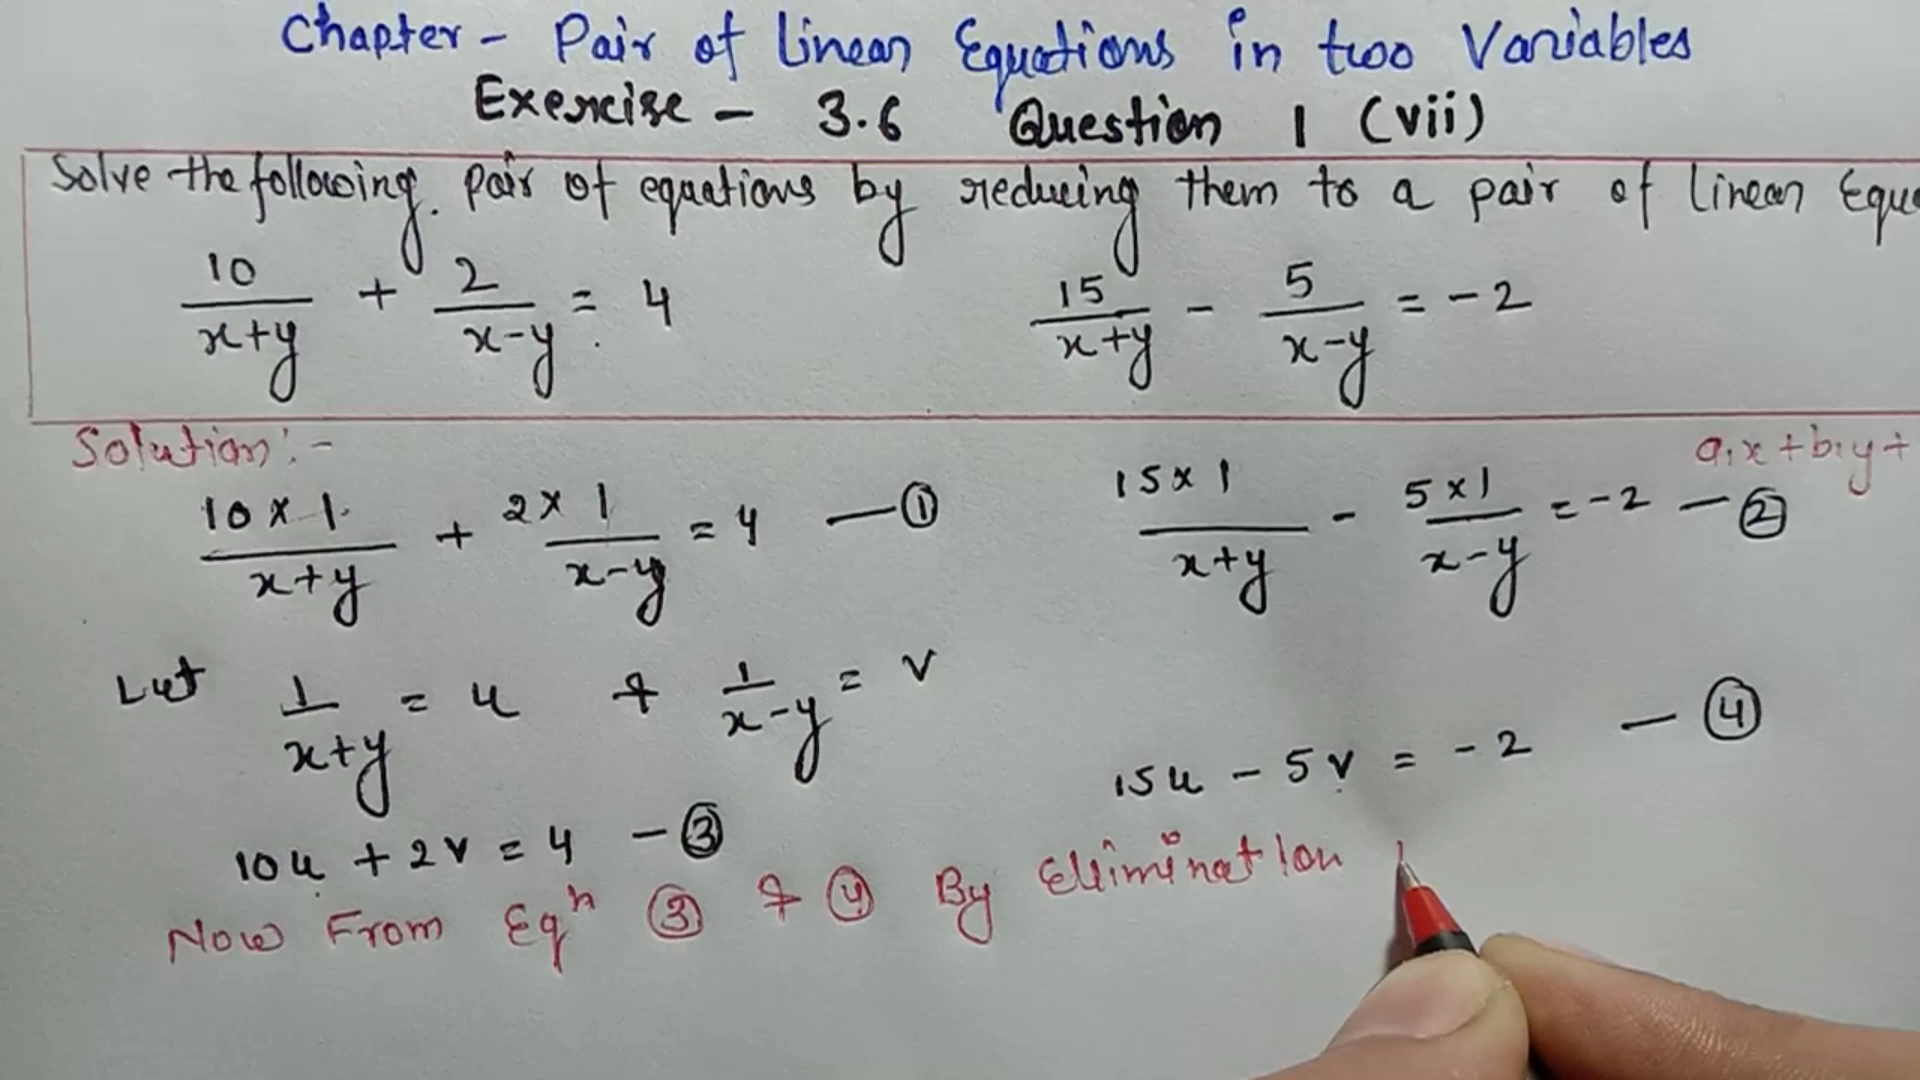 Chapter - Pair of Linear Equations in two Variables
Exercise - 3.6 Question 1 (vii)
Solve the following. pair of equations by reducing them to a pair of linear Equa
10/(x+y) + 2/(x-y) = 4 15/(x+y) - 5/(x-y) = -2
Solution:- a₁x + b₁y +
(10 × 1)/(x+y) + (2 × 1)/(x-y) = 4 — ① (15 × 1)/(x+y) - (5 × 1)/(x-y) = -2 — ②
Let 1/(x+y) = u & 1/(x-y) = v
10u + 2v = 4 — ③ 15u - 5v = -2 — ④
Now From Eqⁿ ③ & ④ By Elimination